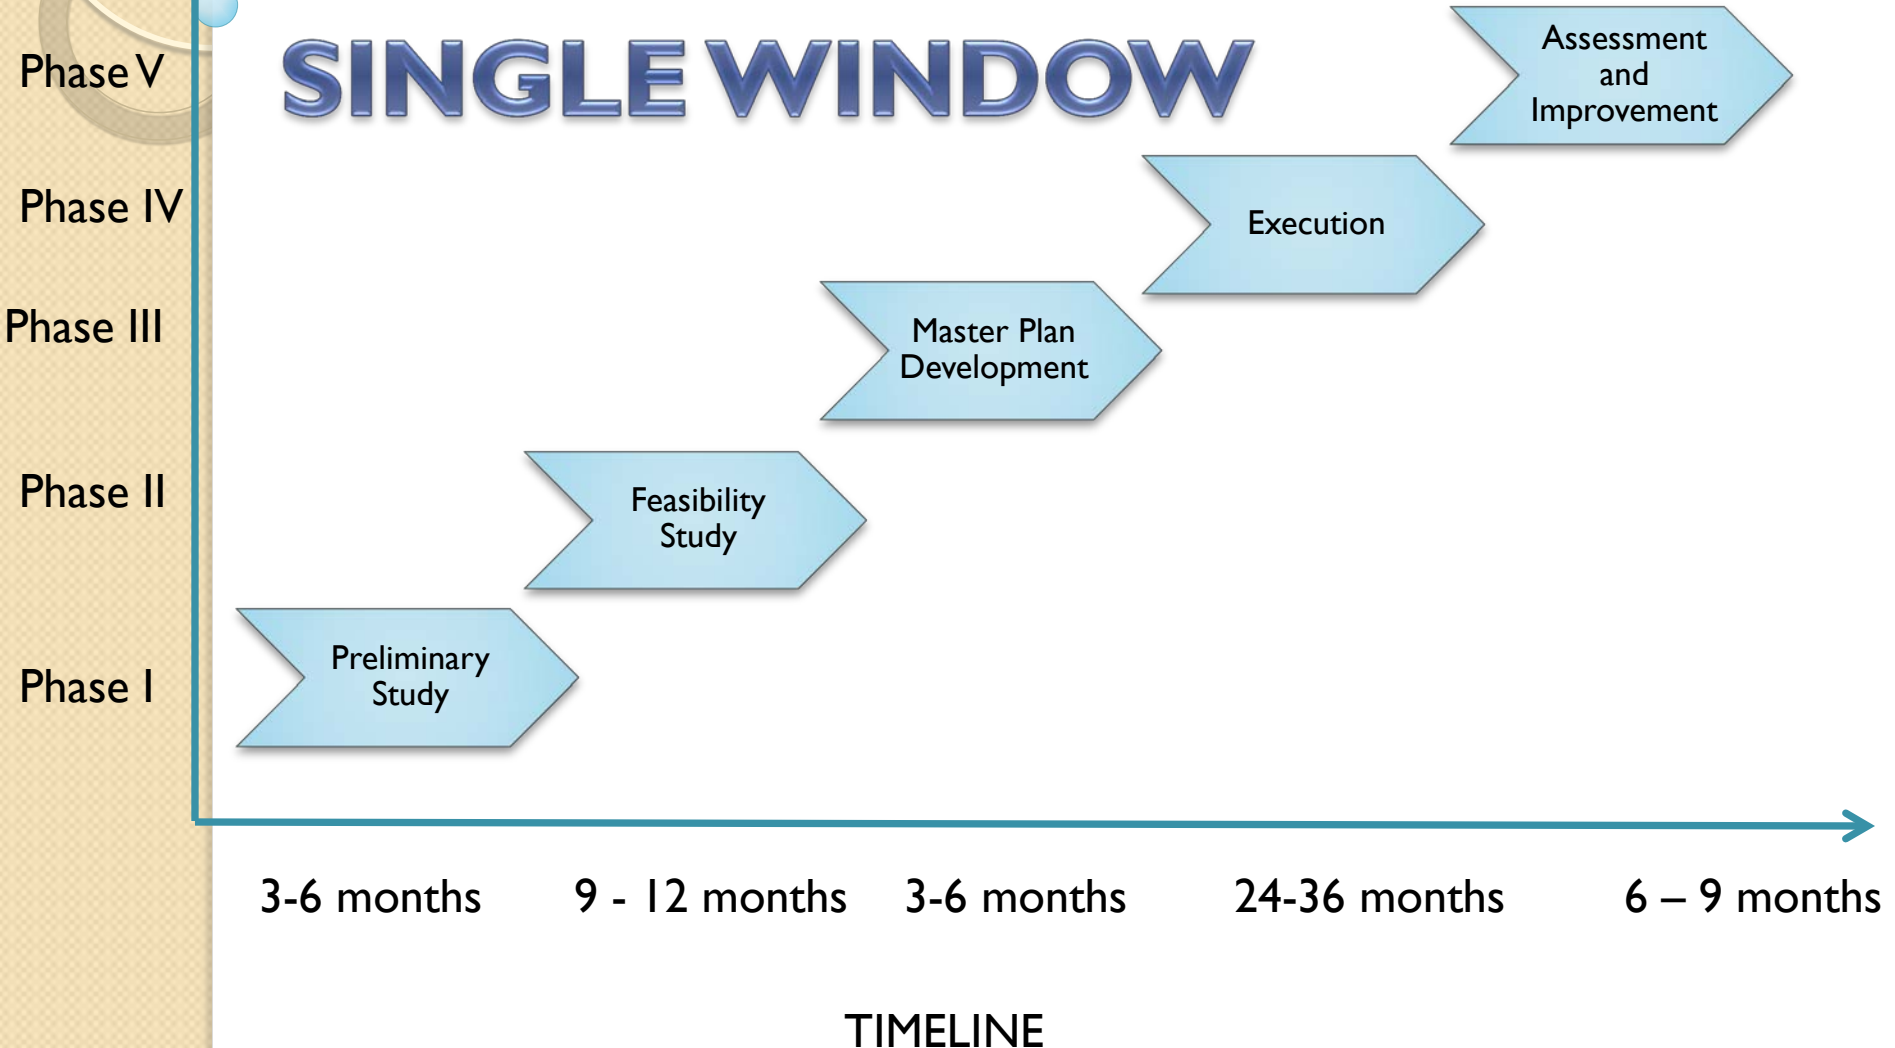 SINGLE WINDOW
Phase V
Assessment
and
Improvement
Phase IV
Execution
Phase III
Master Plan
Development
Phase II
Feasibility
Study
Phase I
Preliminary
Study
3-6 months
9 - 12 months
3-6 months
24-36 months
6 – 9 months
TIMELINE